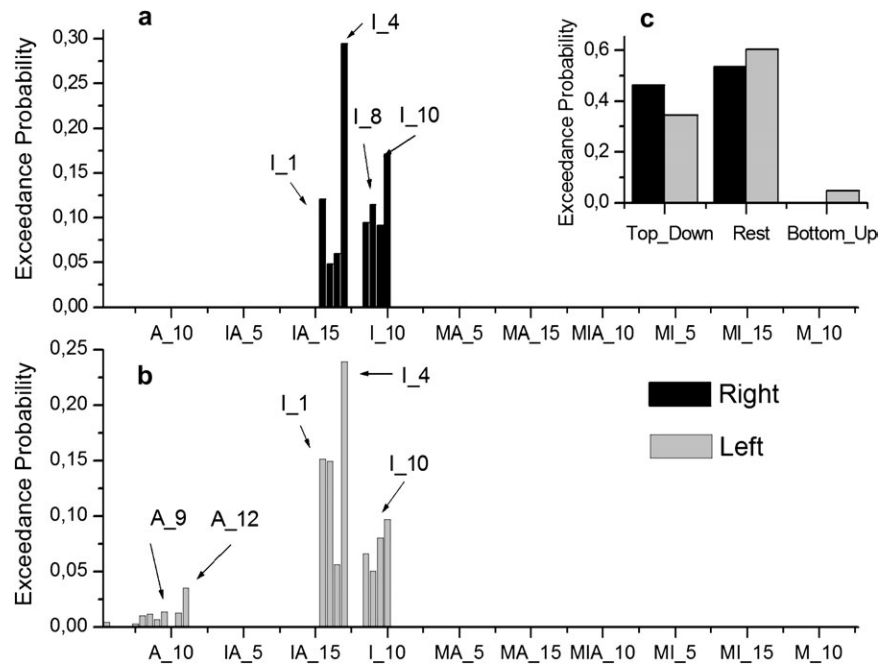 a
Exceedance Probability
0,30
0,25
0,20
0,15
0,10
0,05
0,00
I_1
I_4
I_8
I_10
A_10 IA_5 IA_15 I_10 MA_5 MA_15 MIA_10 MI_5 MI_15 M_10
c
Exceedance Probability
0,6
0,4
0,2
0,0
Top_Down Rest Bottom_Up
b
Exceedance Probability
0,25
0,20
0,15
0,10
0,05
0,00
A_9
A_12
I_1
I_4
I_10
Right
Left
A_10 IA_5 IA_15 I_10 MA_5 MA_15 MIA_10 MI_5 MI_15 M_10